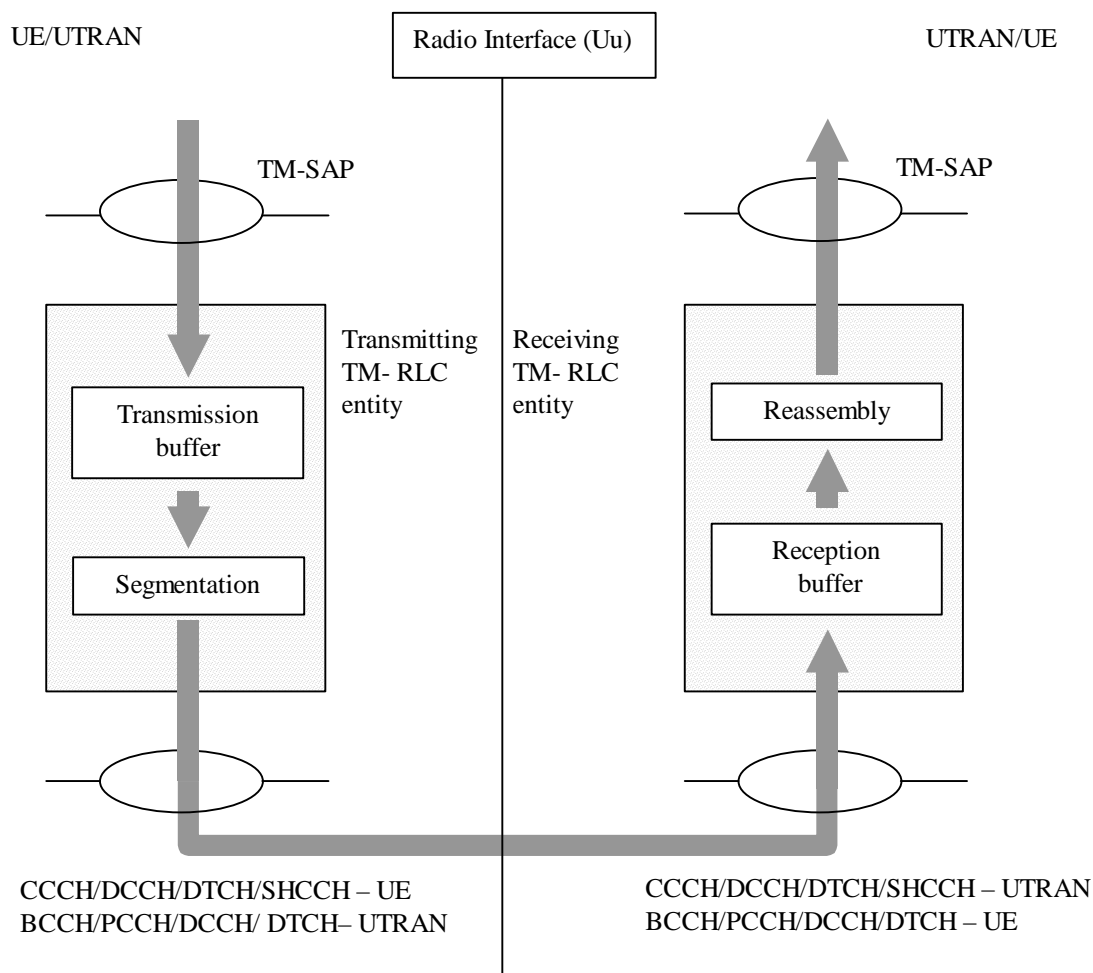 UE/UTRAN
Radio Interface (Uu)
UTRAN/UE
TM-SAP
TM-SAP
Transmitting
TM- RLC
entity
Receiving
TM- RLC
entity
Transmission
buffer
Segmentation
Reassembly
Reception
buffer
CCCH/DCCH/DTCH/SHCCH – UE
BCCH/PCCH/DCCH/ DTCH– UTRAN
CCCH/DCCH/DTCH/SHCCH – UTRAN
BCCH/PCCH/DCCH/DTCH – UE